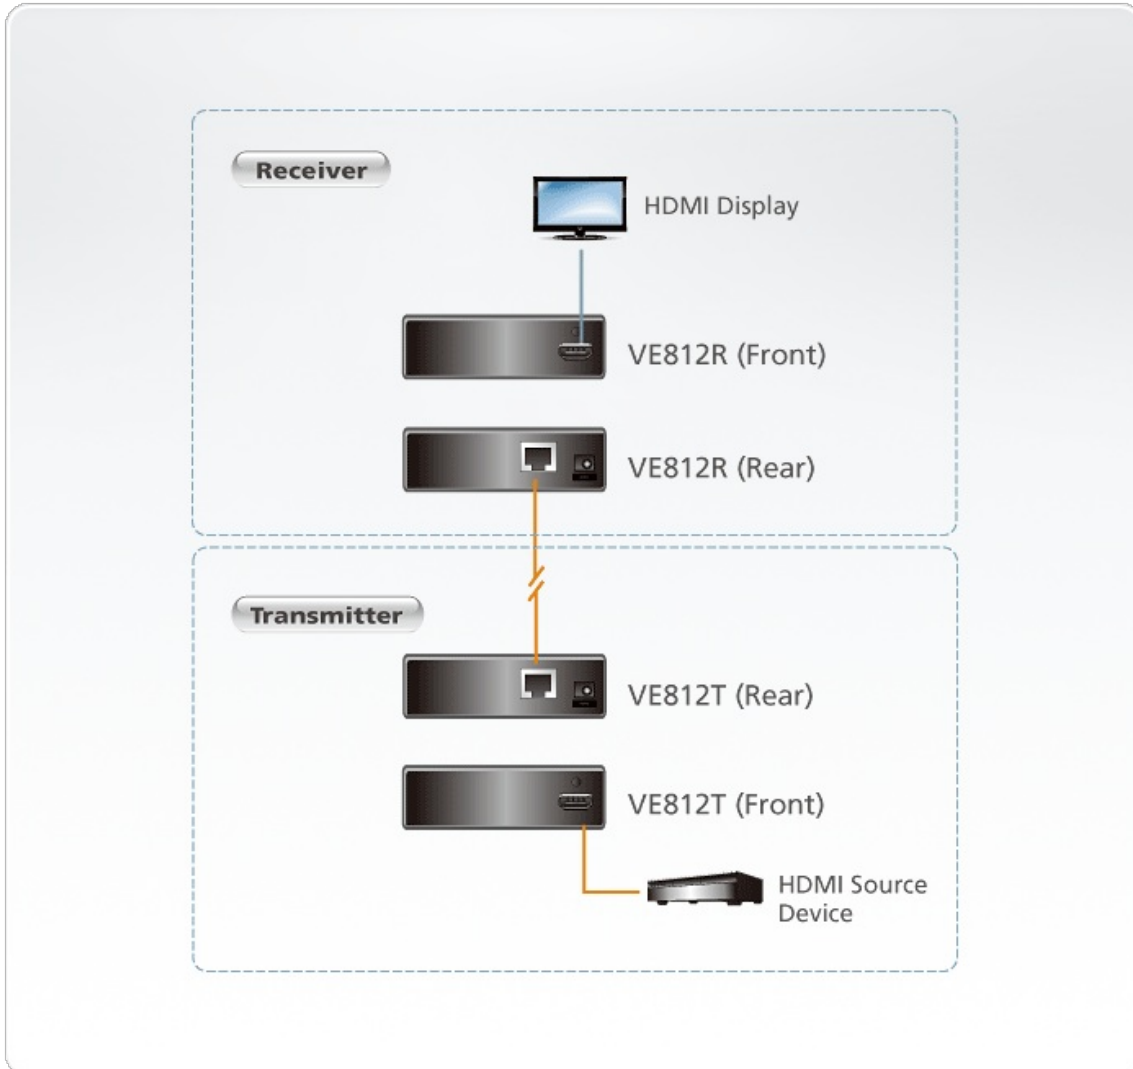 Receiver
HDMI Display
VE812R (Front)
VE812R (Rear)
Transmitter
VE812T (Rear)
VE812T (Front)
HDMI Source
Device